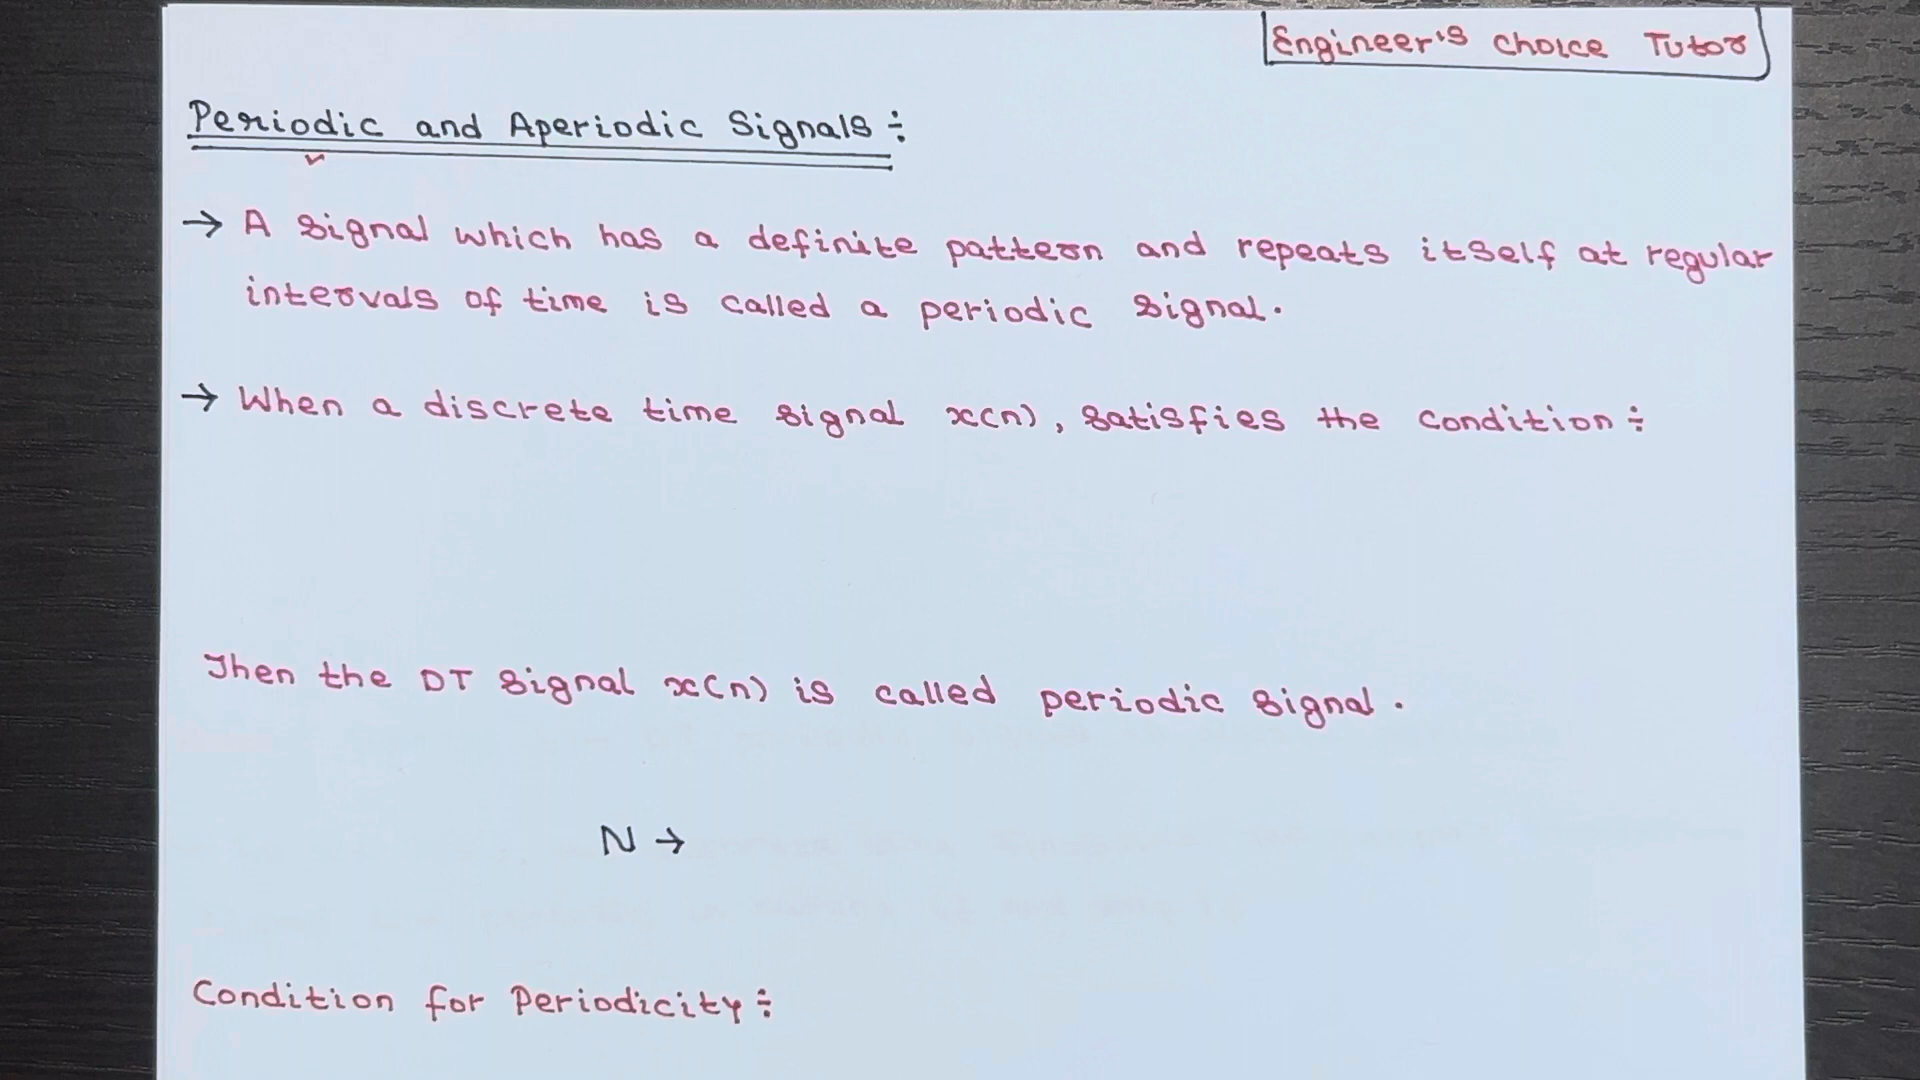 Engineer's Choice Tutor
Periodic and Aperiodic Signals :
→ A signal which has a definite pattern and repeats itself at regular
intervals of time is called a periodic signal.
→ When a discrete time signal x(n), satisfies the condition :
Then the DT signal x(n) is called periodic signal.
N →
Condition for Periodicity :